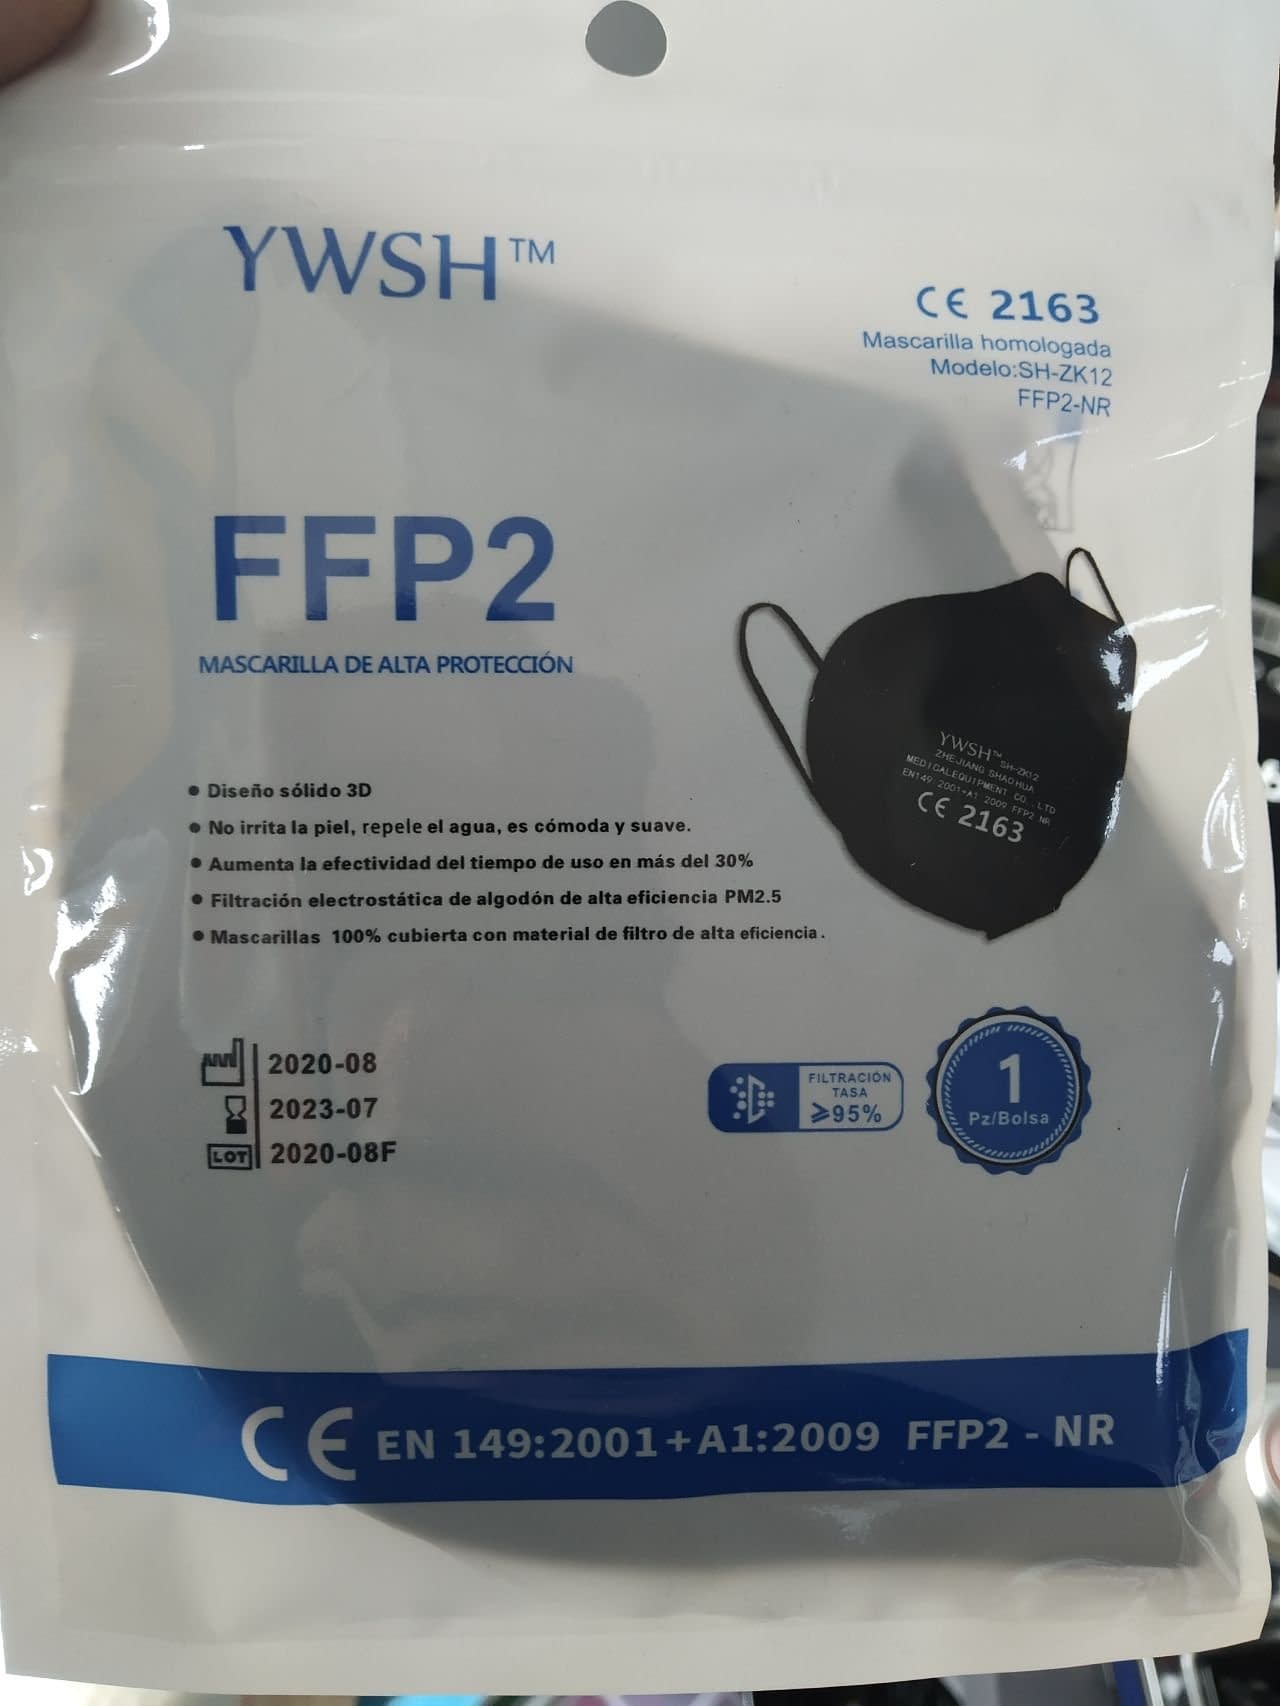 YWSH™
CE 2163
Mascarilla homologada
Modelo:SH-ZK12
FFP2-NR
FFP2
MASCARILLA DE ALTA PROTECCIÓN
YWSH™ SH-ZK12
ZHEJIANG SHAOHUA
MEDICALEQUIPMENT CO., LTD
EN149 2001+A1 2009 FFP2 NR
CE 2163
• Diseño sólido 3D
• No irrita la piel, repele el agua, es cómoda y suave.
• Aumenta la efectividad del tiempo de uso en más del 30%
• Filtración electrostática de algodón de alta eficiencia PM2.5
• Mascarillas 100% cubierta con material de filtro de alta eficiencia.
2020-08
2023-07
LOT 2020-08F
FILTRACIÓN
TASA
≥95%
1
Pz/Bolsa
CE EN 149:2001+A1:2009 FFP2 - NR